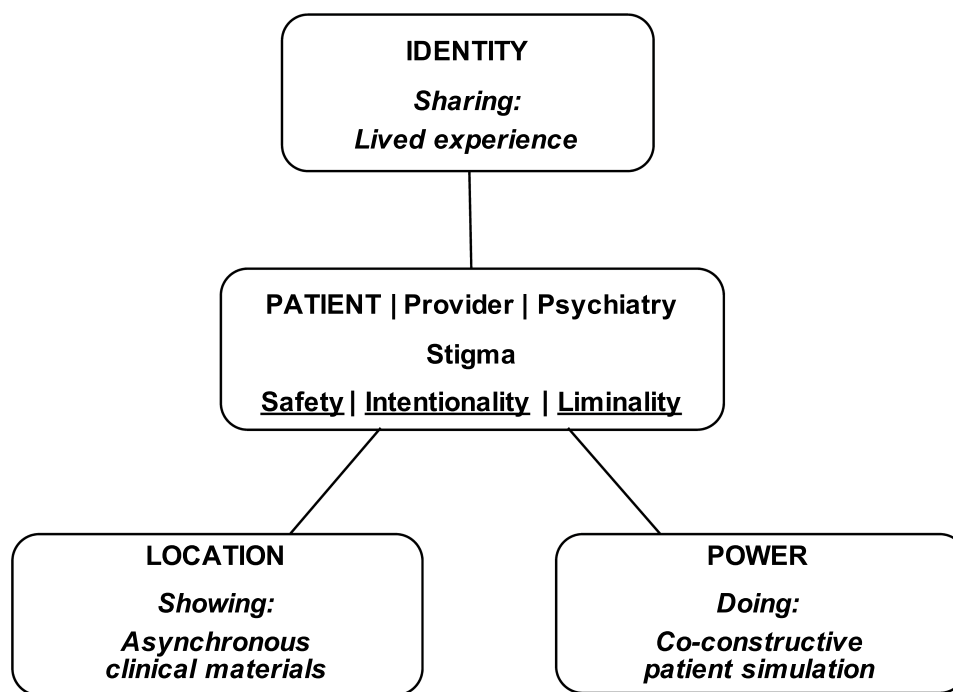 IDENTITY
Sharing:
Lived experience
PATIENT | Provider | Psychiatry
Stigma
Safety | Intentionality | Liminality
LOCATION
Showing:
Asynchronous
clinical materials
POWER
Doing:
Co-constructive
patient simulation